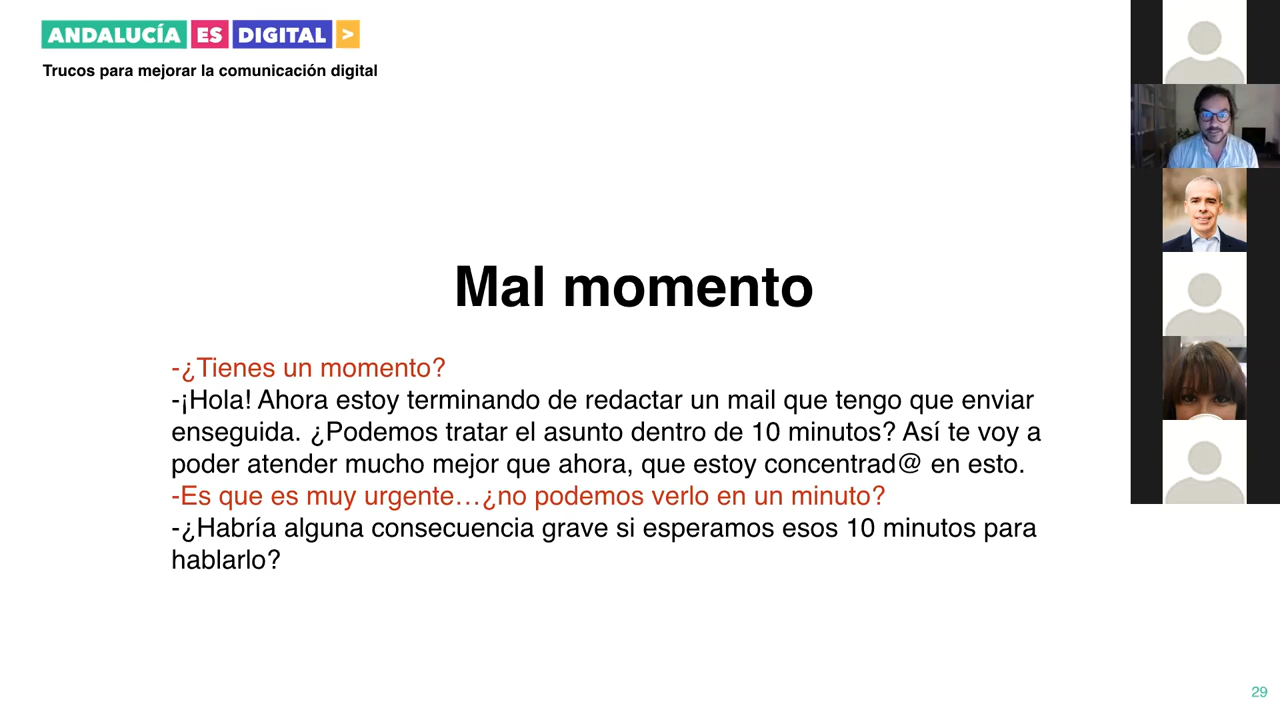 ANDALUCÍA ES DIGITAL >
Trucos para mejorar la comunicación digital
Mal momento
-¿Tienes un momento?
-¡Hola! Ahora estoy terminando de redactar un mail que tengo que enviar
enseguida. ¿Podemos tratar el asunto dentro de 10 minutos? Así te voy a
poder atender mucho mejor que ahora, que estoy concentrad@ en esto.
-Es que es muy urgente…¿no podemos verlo en un minuto?
-¿Habría alguna consecuencia grave si esperamos esos 10 minutos para
hablarlo?
29